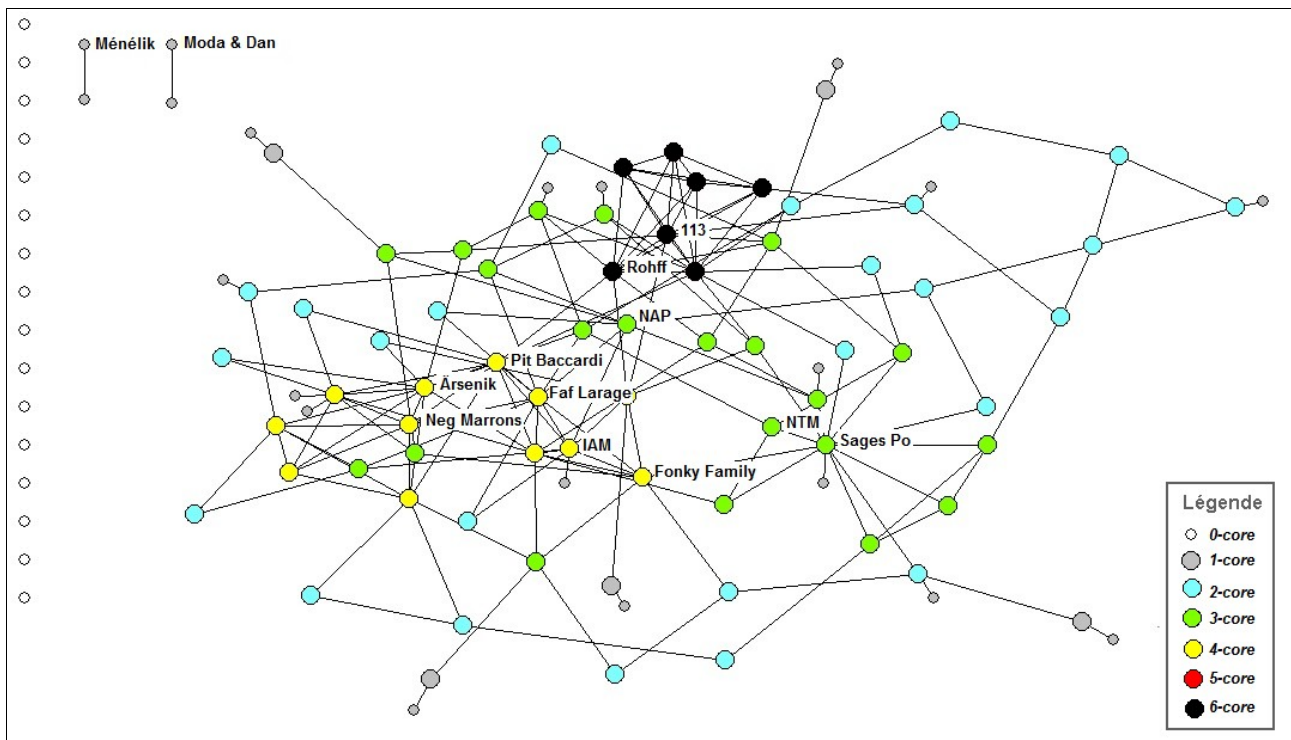 Ménélik
Moda & Dan
113
Rohff
NAP
Pit Baccardi
Ärsenik
Faf Larage
Neg Marrons
NTM
Sages Po
IAM
Fonky Family
Légende
0-core
1-core
2-core
3-core
4-core
5-core
6-core